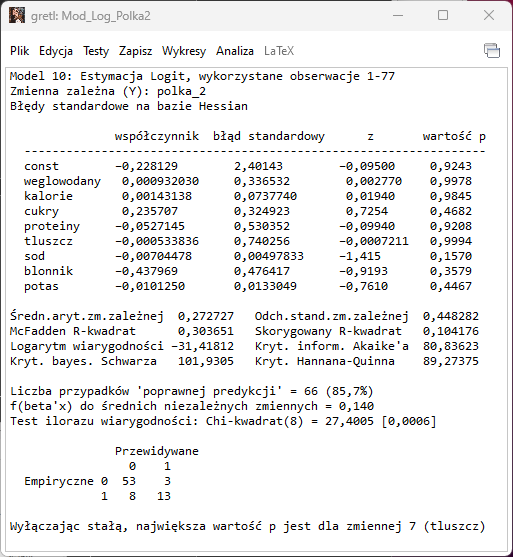 gretl: Mod_Log_Polka2
Plik Edycja Testy Zapisz Wykresy Analiza LaTeX
Model 10: Estymacja Logit, wykorzystane obserwacje 1-77
Zmienna zależna (Y): polka_2
Błędy standardowe na bazie Hessian
współczynnik błąd standardowy z wartość p
-------------------------------------------------------------------
const −0,228129 2,40143 −0,09500 0,9243
weglowodany 0,000932030 0,336532 0,002770 0,9978
kalorie 0,00143138 0,0737740 0,01940 0,9845
cukry 0,235707 0,324923 0,7254 0,4682
proteiny −0,0527145 0,530352 −0,09940 0,9208
tluszcz −0,000533836 0,740256 −0,0007211 0,9994
sod −0,00704478 0,00497833 −1,415 0,1570
blonnik −0,437969 0,476417 −0,9193 0,3579
potas −0,0101250 0,0133049 −0,7610 0,4467
Średn.aryt.zm.zależnej 0,272727 Odch.stand.zm.zależnej 0,448282
McFadden R-kwadrat 0,303651 Skorygowany R-kwadrat 0,104176
Logarytm wiarygodności −31,41812 Kryt. inform. Akaike'a 80,83623
Kryt. bayes. Schwarza 101,9305 Kryt. Hannana-Quinna 89,27375
Liczba przypadków 'poprawnej predykcji' = 66 (85,7%)
f(beta'x) do średnich niezależnych zmiennych = 0,140
Test ilorazu wiarygodności: Chi-kwadrat(8) = 27,4005 [0,0006]
Przewidywane
0 1
Empiryczne 0 53 3
1 8 13
Wyłączając stałą, największa wartość p jest dla zmiennej 7 (tluszcz)